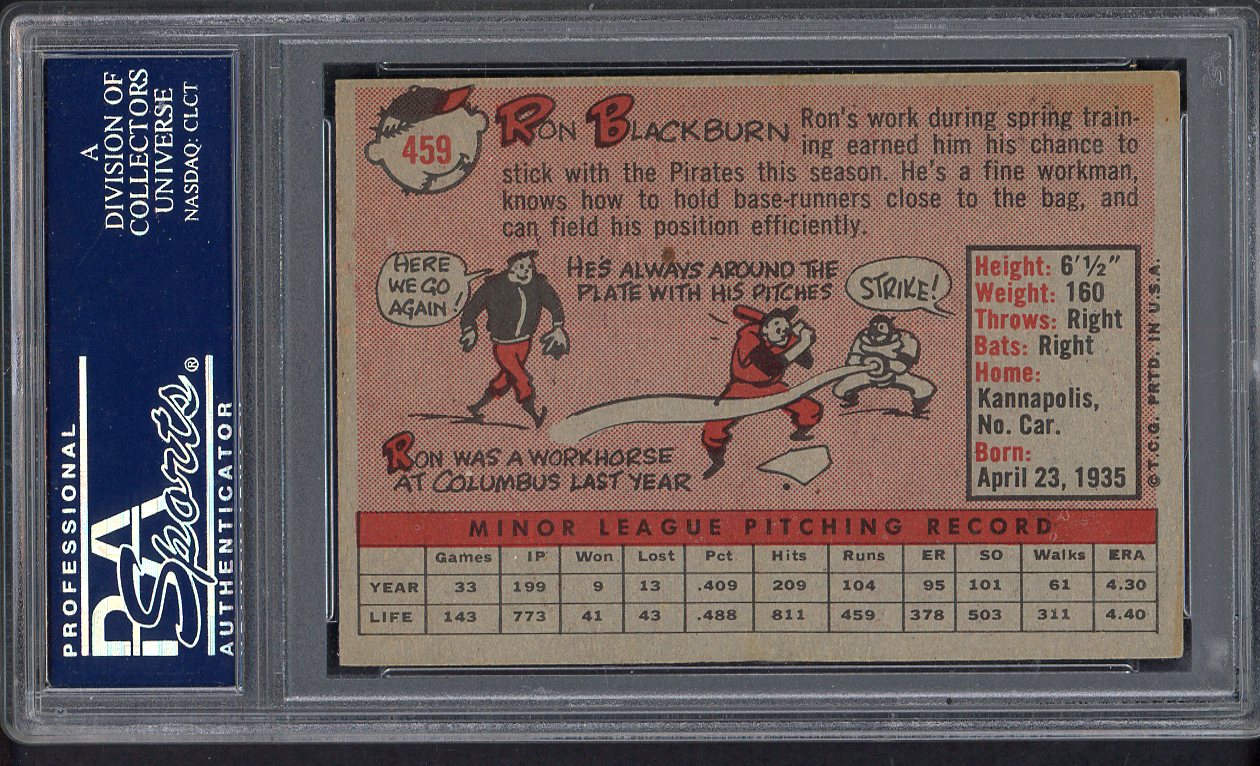 A
DIVISION OF
COLLECTORS
UNIVERSE
NASDAQ: CLCT
PROFESSIONAL
PSA
Sports®
AUTHENTICATOR
459
RON BLACKBURN
Ron's work during spring train-
ing earned him his chance to
stick with the Pirates this season. He's a fine workman,
knows how to hold base-runners close to the bag, and
can field his position efficiently.
HERE
WE GO
AGAIN!
HE'S ALWAYS AROUND THE
PLATE WITH HIS PITCHES
STRIKE!
RON WAS A WORKHORSE
AT COLUMBUS LAST YEAR
Height: 6'½"
Weight: 160
Throws: Right
Bats: Right
Home:
Kannapolis,
No. Car.
Born:
April 23, 1935
©T.C.G. PRTD. IN U.S.A.
MINOR LEAGUE PITCHING RECORD
Games IP Won Lost Pct Hits Runs ER SO Walks ERA
YEAR 33 199 9 13 .409 209 104 95 101 61 4.30
LIFE 143 773 41 43 .488 811 459 378 503 311 4.40